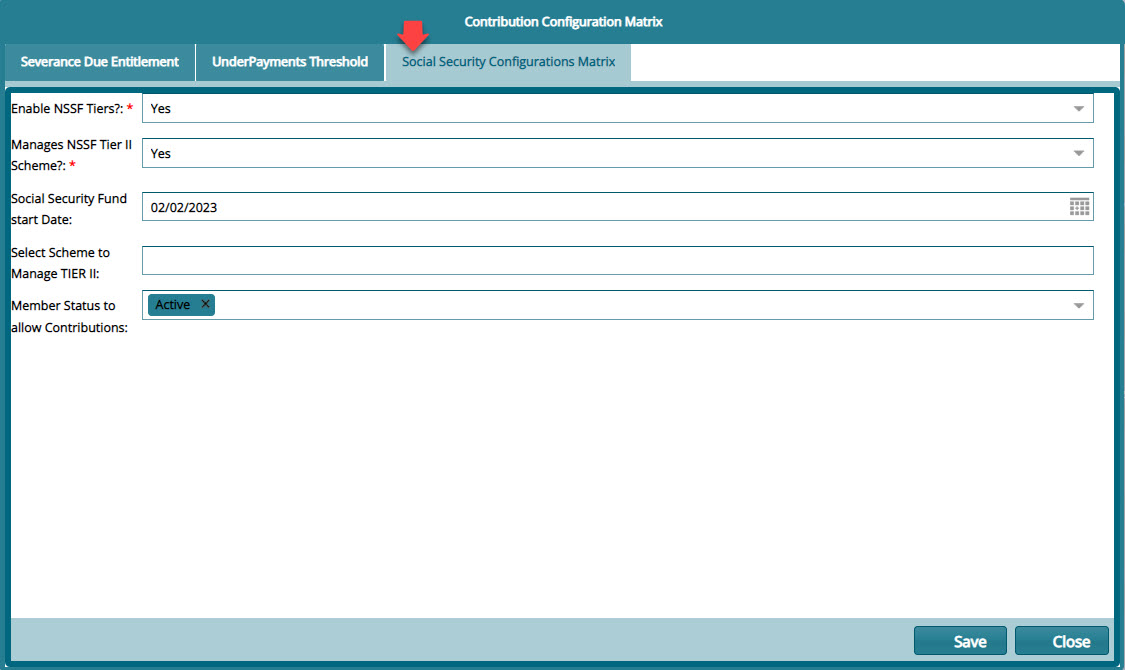 Contribution Configuration Matrix
Severance Due Entitlement
UnderPayments Threshold
Social Security Configurations Matrix
Enable NSSF Tiers?: *
Yes
Manages NSSF Tier II
Scheme?: *
Yes
Social Security Fund
start Date:
02/02/2023
Select Scheme to
Manage TIER II:
Member Status to
allow Contributions:
Active ×
Save
Close